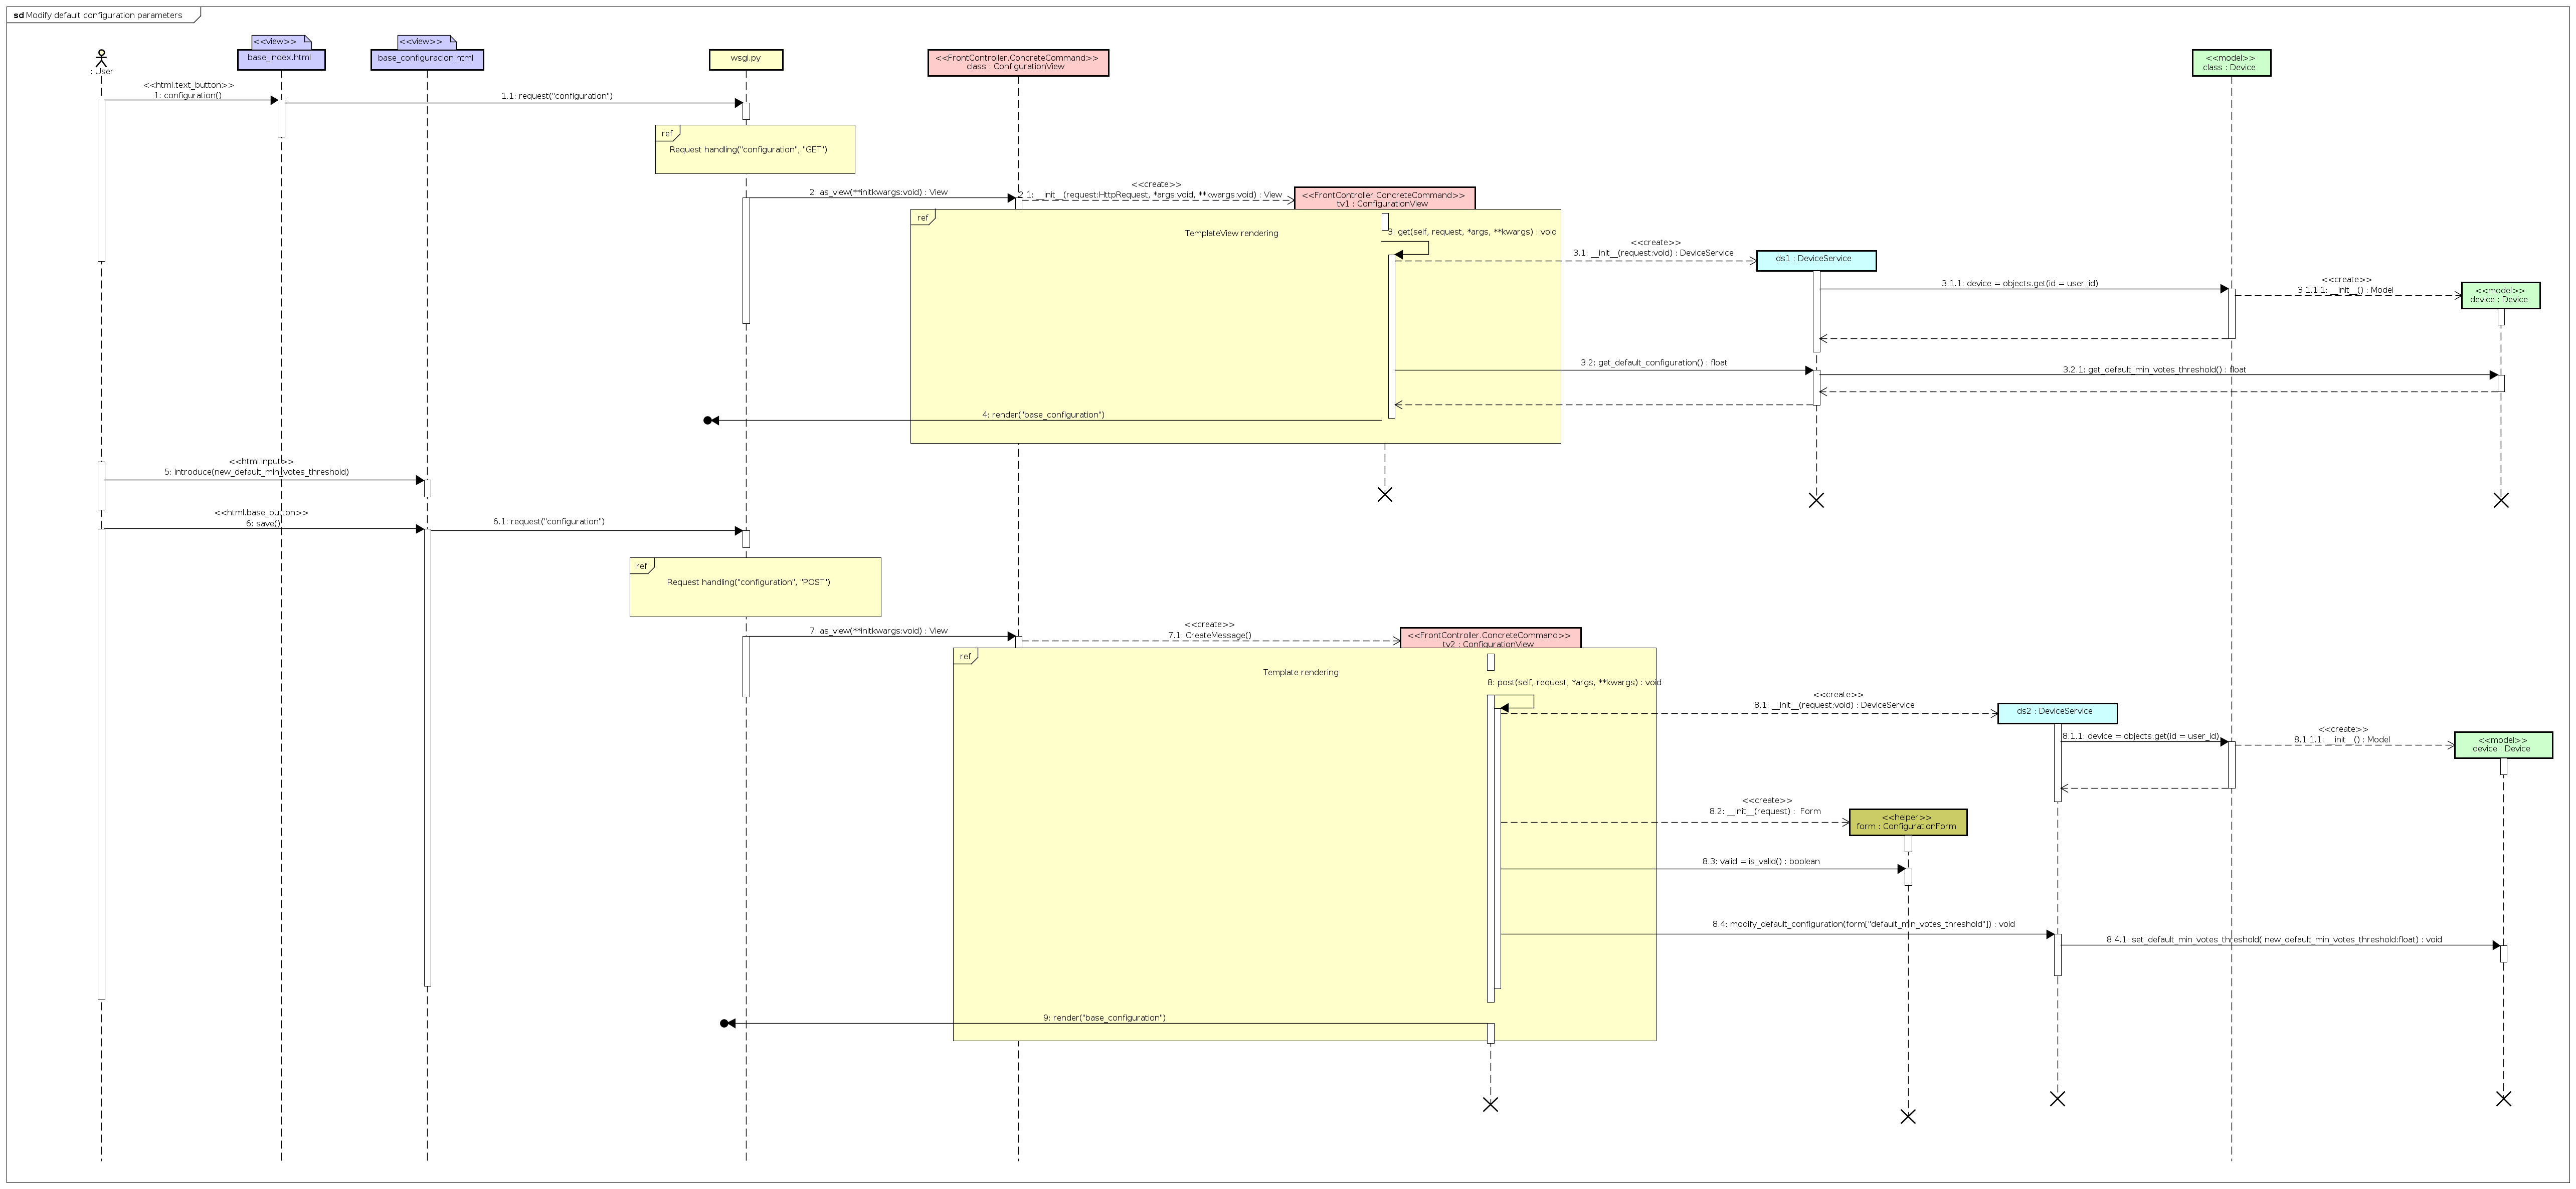 sd Modify default configuration parameters
<<view>>
<<view>>
: User
base_index.html
base_configuracion.html
wsgi.py
<<FrontController.ConcreteCommand>>
class : ConfigurationView
<<model>>
class : Device
<<html.text_button>>
1: configuration()
1.1: request("configuration")
ref
Request handling("configuration", "GET")
2: as_view(**initkwargs:void) : View
<<create>>
2.1: __init__(request:HttpRequest, *args:void, **kwargs:void) : View
<<FrontController.ConcreteCommand>>
tv1 : ConfigurationView
ref
TemplateView rendering
3: get(self, request, *args, **kwargs) : void
<<create>>
3.1: __init__(request:void) : DeviceService
ds1 : DeviceService
3.1.1: device = objects.get(id = user_id)
<<create>>
3.1.1.1: __init__() : Model
<<model>>
device : Device
3.2: get_default_configuration() : float
3.2.1: get_default_min_votes_threshold() : float
4: render("base_configuration")
<<html.input>>
5: introduce(new_default_min_votes_threshold)
<<html.base_button>>
6: save()
6.1: request("configuration")
ref
Request handling("configuration", "POST")
7: as_view(**initkwargs:void) : View
<<create>>
7.1: CreateMessage()
<<FrontController.ConcreteCommand>>
tv2 : ConfigurationView
ref
Template rendering
8: post(self, request, *args, **kwargs) : void
<<create>>
8.1: __init__(request:void) : DeviceService
ds2 : DeviceService
8.1.1: device = objects.get(id = user_id)
<<create>>
8.1.1.1: __init__() : Model
<<model>>
device : Device
<<create>>
8.2: __init__(request) : Form
<<helper>>
form : ConfigurationForm
8.3: valid = is_valid() : boolean
8.4: modify_default_configuration(form["default_min_votes_threshold"]) : void
8.4.1: set_default_min_votes_threshold( new_default_min_votes_threshold:float) : void
9: render("base_configuration")